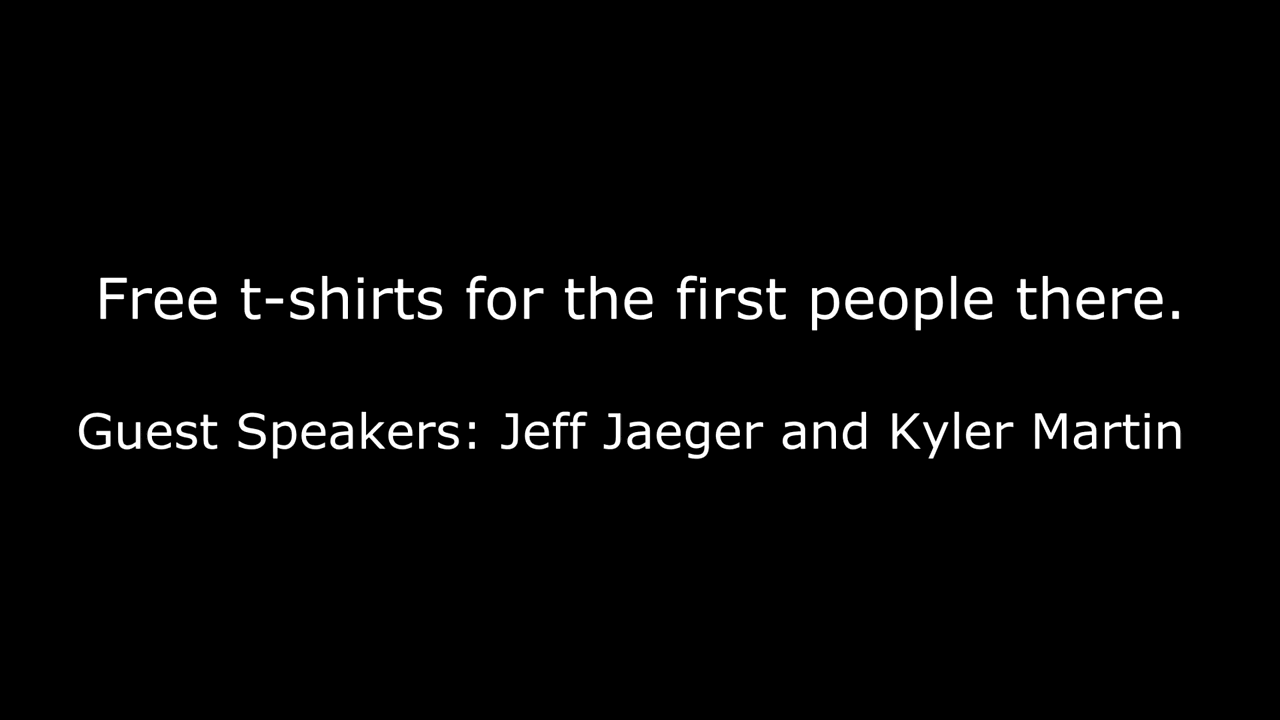 Free t-shirts for the first people there.
Guest Speakers: Jeff Jaeger and Kyler Martin